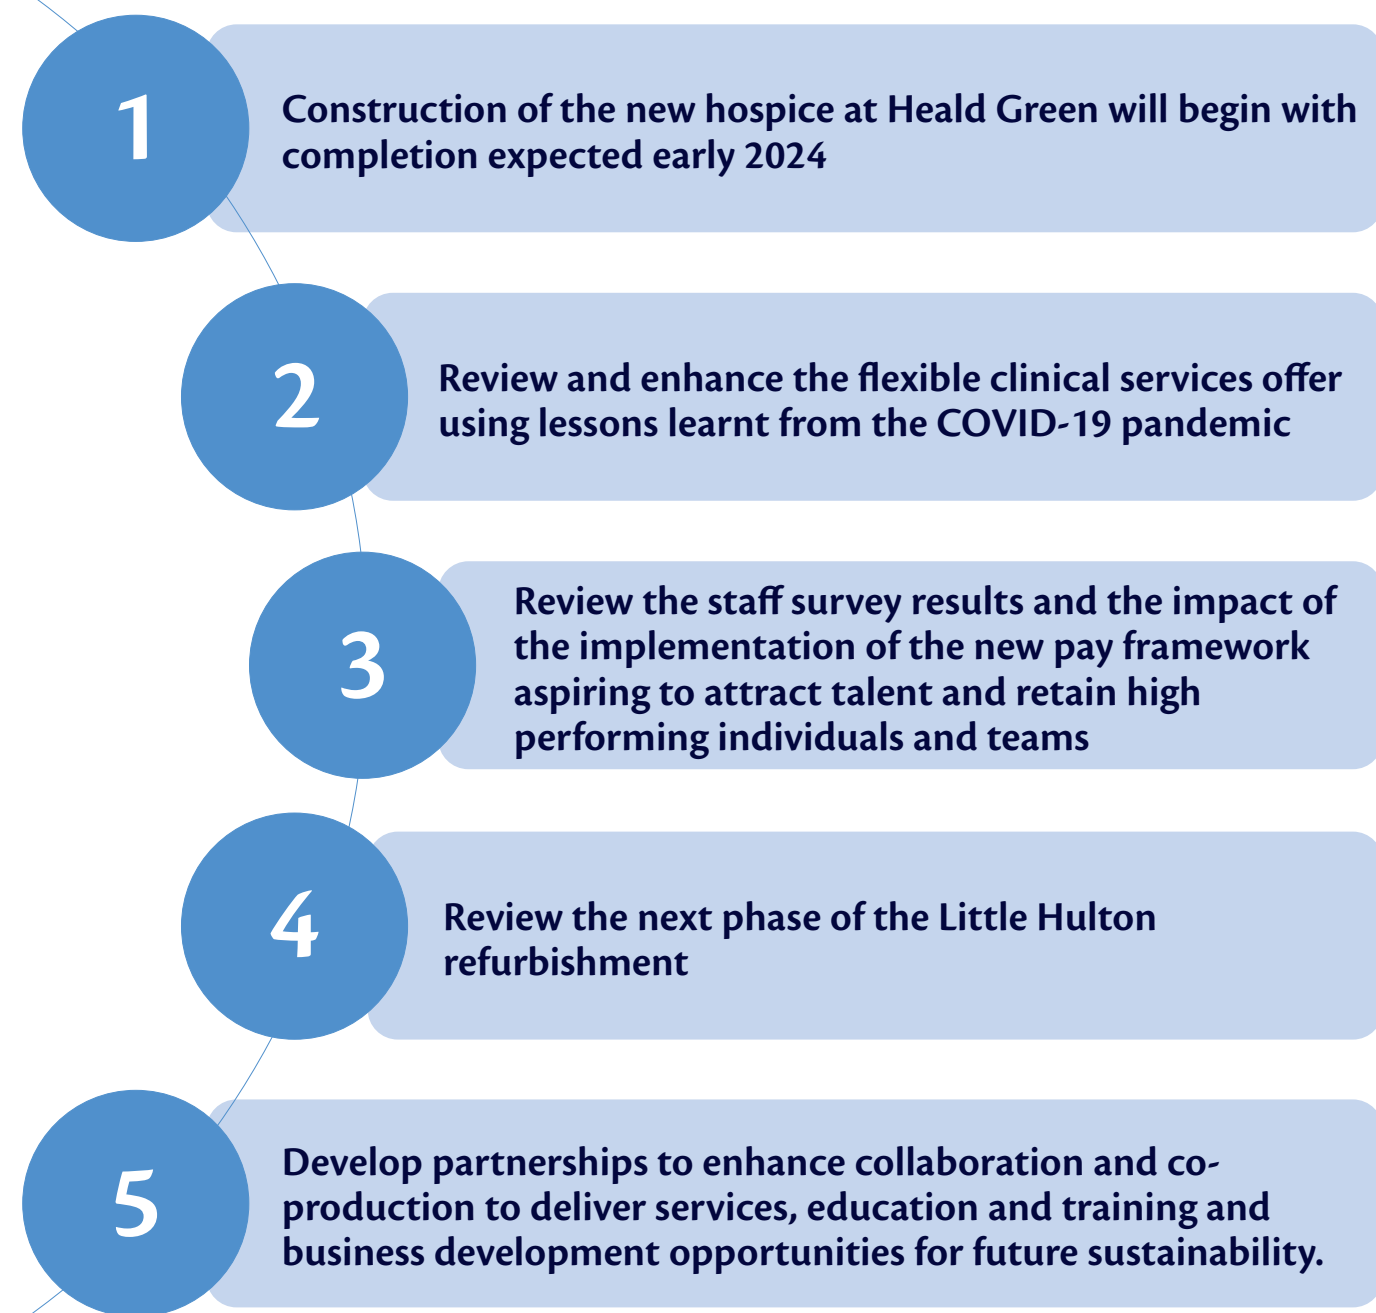 1
Construction of the new hospice at Heald Green will begin with
completion expected early 2024
2
Review and enhance the flexible clinical services offer
using lessons learnt from the COVID-19 pandemic
3
Review the staff survey results and the impact of
the implementation of the new pay framework
aspiring to attract talent and retain high
performing individuals and teams
4
Review the next phase of the Little Hulton
refurbishment
5
Develop partnerships to enhance collaboration and co-
production to deliver services, education and training and
business development opportunities for future sustainability.